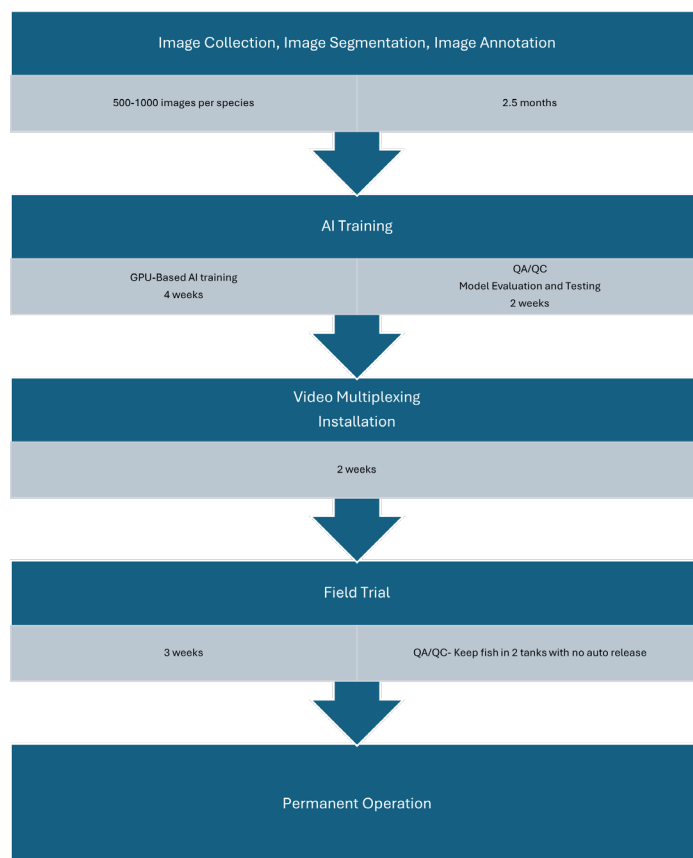 Image Collection, Image Segmentation, Image Annotation
500-1000 images per species
2.5 months
AI Training
GPU-Based AI training
4 weeks
QA/QC
Model Evaluation and Testing
2 weeks
Video Multiplexing
Installation
2 weeks
Field Trial
3 weeks
QA/QC- Keep fish in 2 tanks with no auto release
Permanent Operation